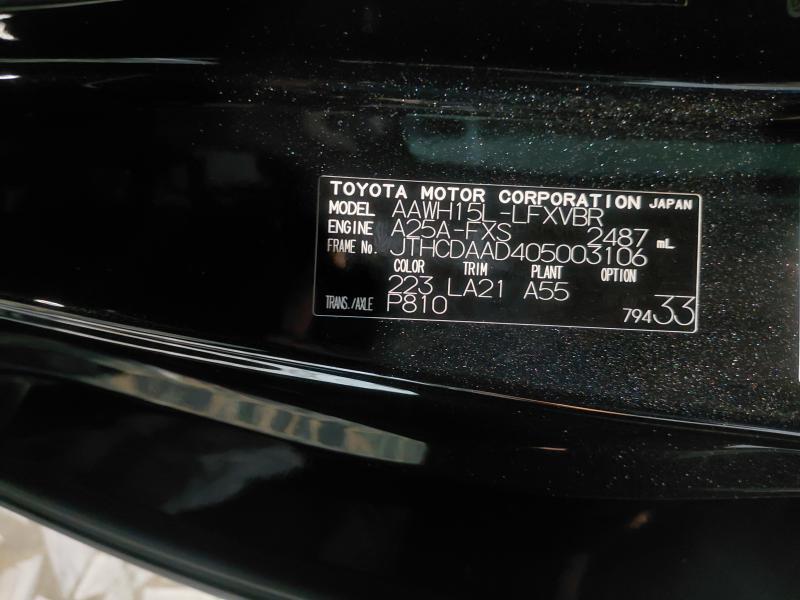 TOYOTA MOTOR CORPORATION JAPAN
MODEL AAWH15L-LFXVBR
ENGINE A25A-FXS 2487 mL
FRAME No. JTHCDAAD405003106
COLOR TRIM PLANT OPTION
223 LA21 A55
TRANS./AXLE P810
79433